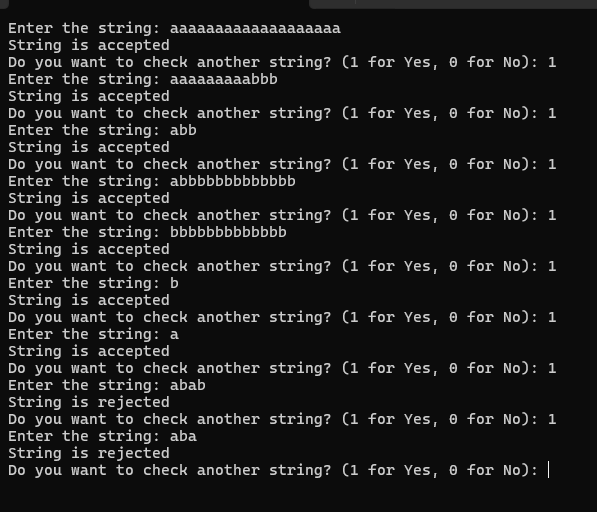 Enter the string: aaaaaaaaaaaaaaaaaaa
String is accepted
Do you want to check another string? (1 for Yes, 0 for No): 1
Enter the string: aaaaaaaaabbb
String is accepted
Do you want to check another string? (1 for Yes, 0 for No): 1
Enter the string: abb
String is accepted
Do you want to check another string? (1 for Yes, 0 for No): 1
Enter the string: abbbbbbbbbbbbb
String is accepted
Do you want to check another string? (1 for Yes, 0 for No): 1
Enter the string: bbbbbbbbbbbbb
String is accepted
Do you want to check another string? (1 for Yes, 0 for No): 1
Enter the string: b
String is accepted
Do you want to check another string? (1 for Yes, 0 for No): 1
Enter the string: a
String is accepted
Do you want to check another string? (1 for Yes, 0 for No): 1
Enter the string: abab
String is rejected
Do you want to check another string? (1 for Yes, 0 for No): 1
Enter the string: aba
String is rejected
Do you want to check another string? (1 for Yes, 0 for No):